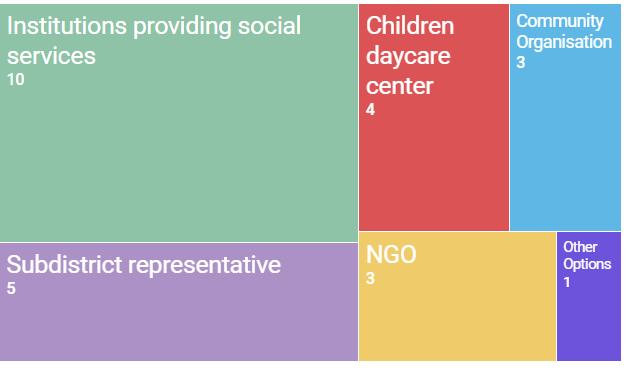 Institutions providing social
services
10
Children
daycare
center
4
Community
Organisation
3
Subdistrict representative
5
NGO
3
Other
Options
1